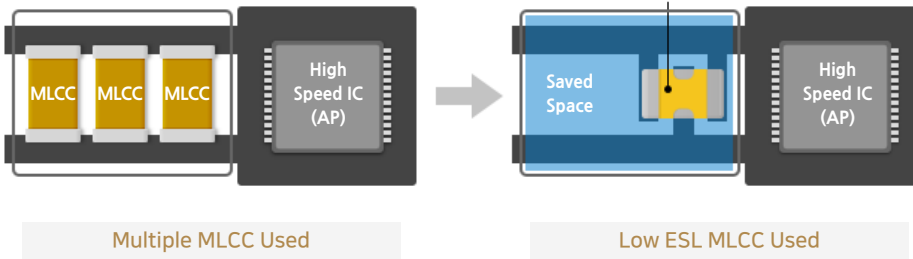 MLCC MLCC MLCC
High
Speed IC
(AP)
Saved
Space
High
Speed IC
(AP)
Multiple MLCC Used
Low ESL MLCC Used